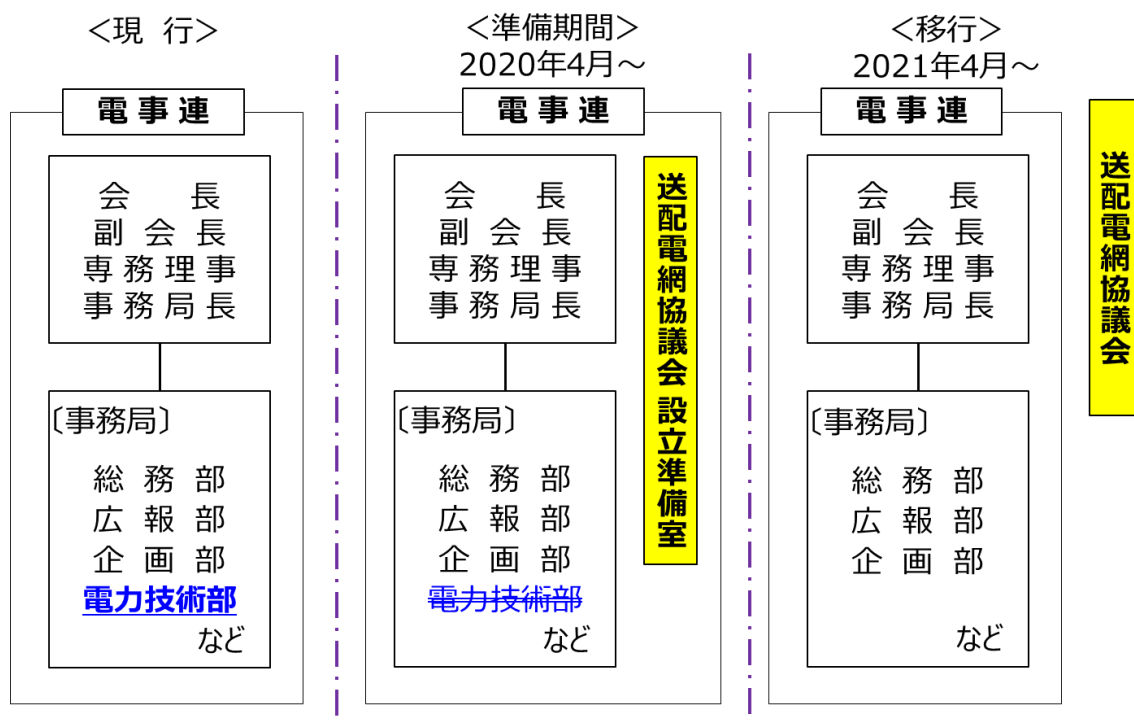 ＜現 行＞
電 事 連
会 長
副 会 長
専 務 理 事
事 務 局 長
〔事務局〕
総 務 部
広 報 部
企 画 部
電力技術部
など
＜準備期間＞
2020年4月～
電 事 連
会 長
副 会 長
専 務 理 事
事 務 局 長
〔事務局〕
総 務 部
広 報 部
企 画 部
電力技術部
など
送配電網協議会 設立準備室
＜移行＞
2021年4月～
電 事 連
会 長
副 会 長
専 務 理 事
事 務 局 長
〔事務局〕
総 務 部
広 報 部
企 画 部
など
送配電網協議会